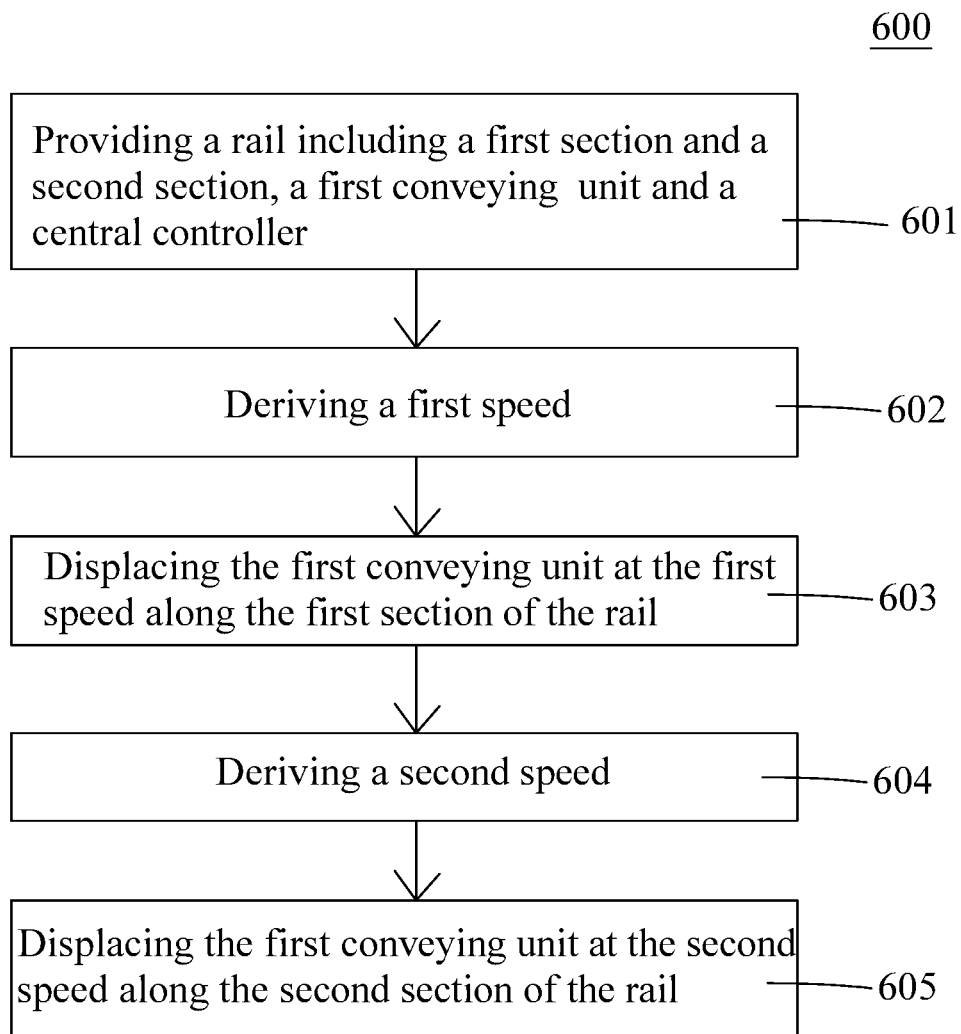 600
Providing a rail including a first section and a
second section, a first conveying unit and a
central controller
601
Deriving a first speed
602
Displacing the first conveying unit at the first
speed along the first section of the rail
603
Deriving a second speed
604
Displacing the first conveying unit at the second
speed along the second section of the rail
605